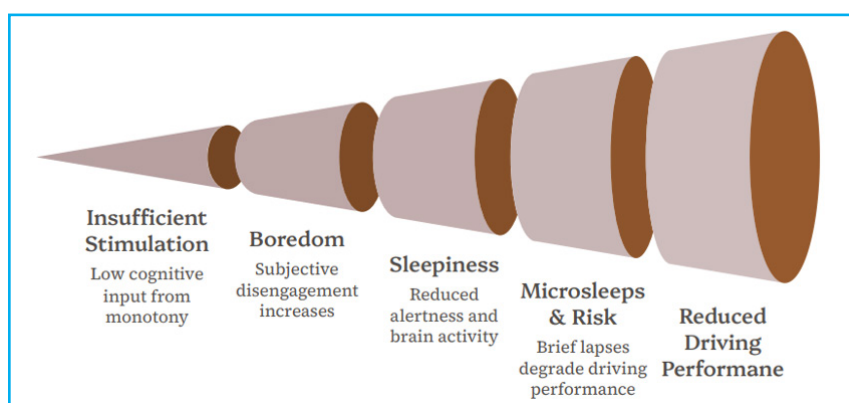 Insufficient
Stimulation
Low cognitive
input from
monotony
Boredom
Subjective
disengagement
increases
Sleepiness
Reduced
alertness and
brain activity
Microsleeps
& Risk
Brief lapses
degrade driving
performance
Reduced
Driving
Performane